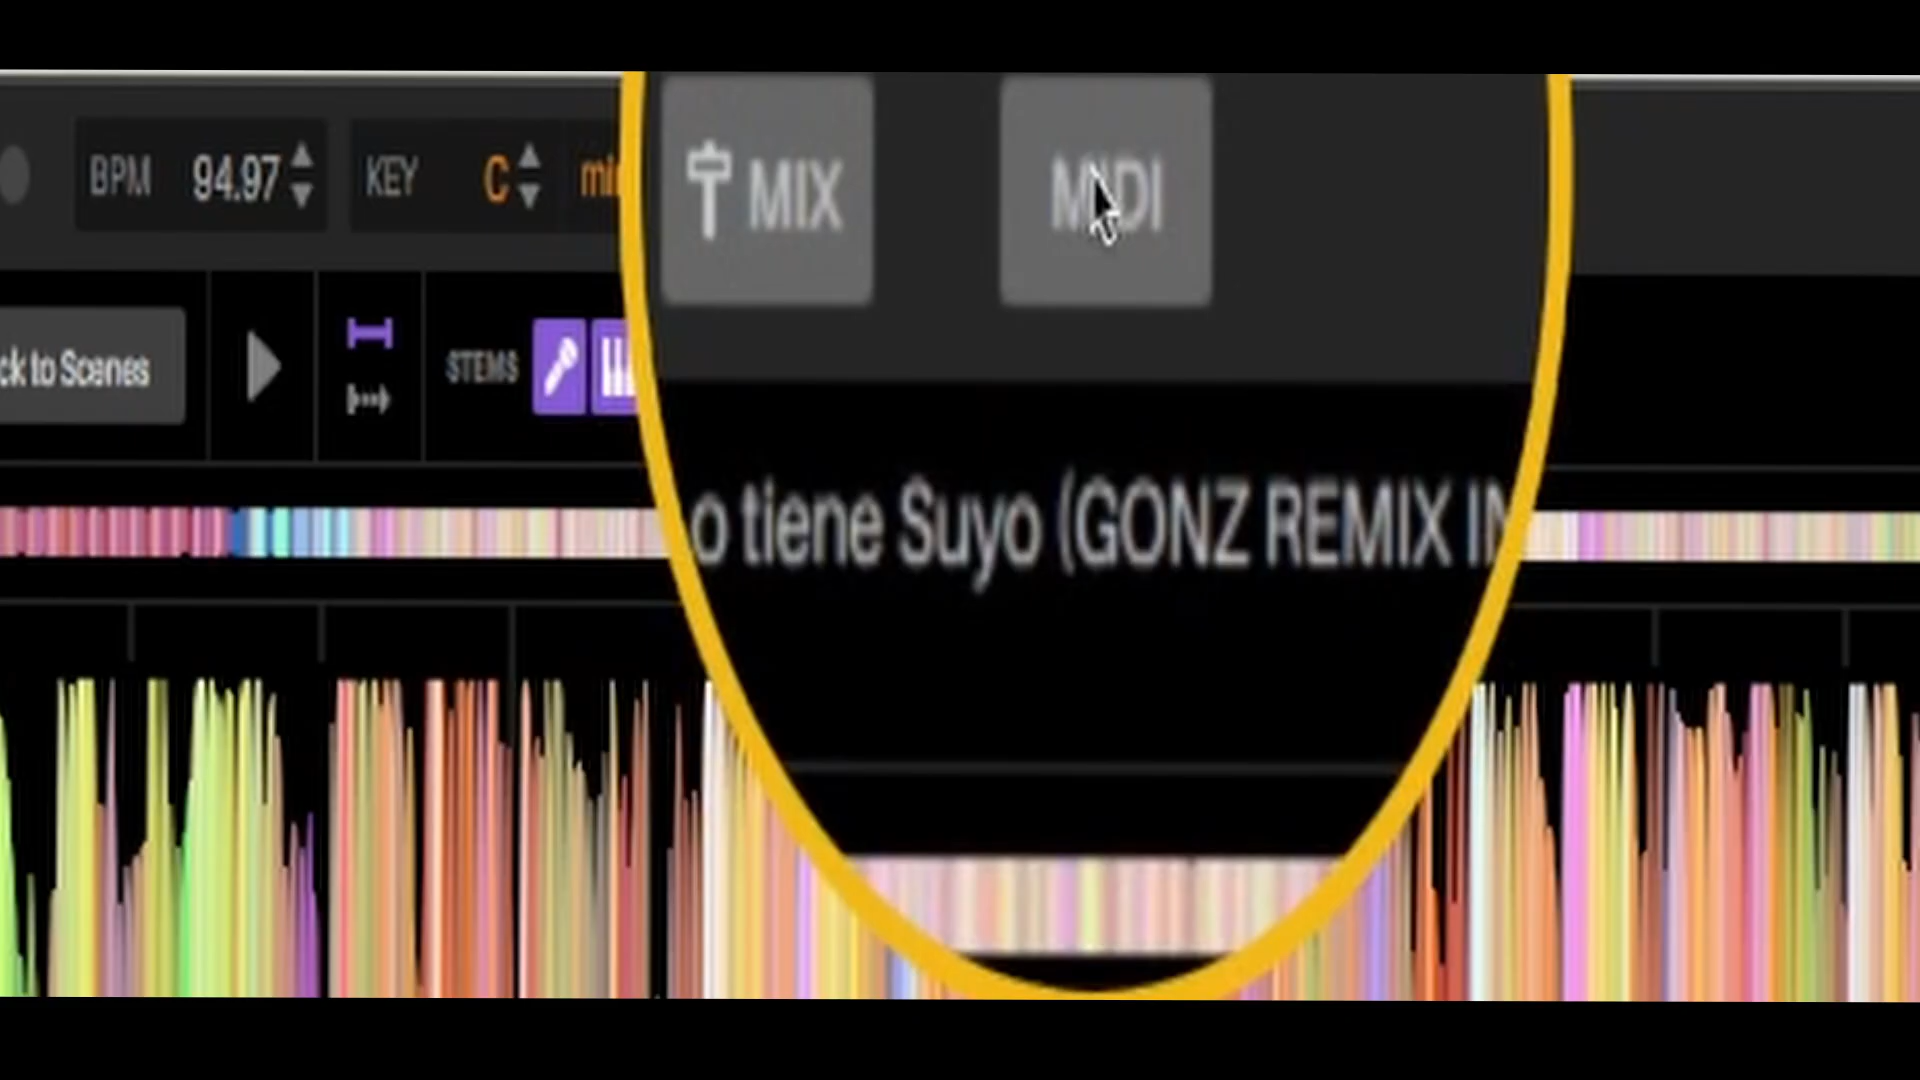 BPM 94.97 KEY C
MIX MIDI
ck to Scenes STEMS
o tiene Suyo (GONZ REMIX